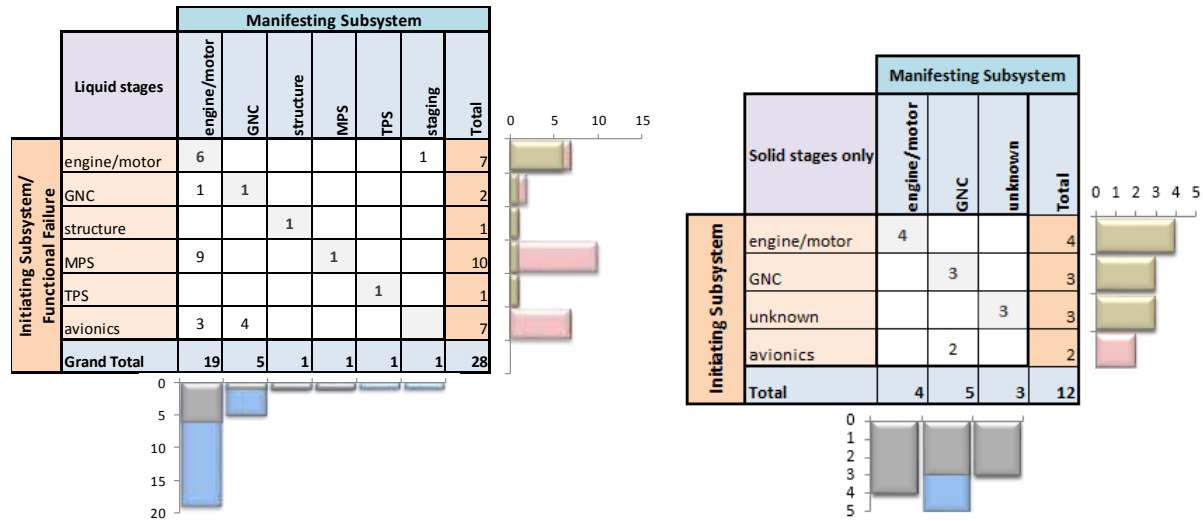 Manifesting Subsystem
Liquid stages engine/motor GNC structure MPS TPS staging Total
0 5 10 15
Initiating Subsystem/
Functional Failure
engine/motor 6 1 7
GNC 1 1 2
structure 1 1
MPS 9 1 10
TPS 1 1
avionics 3 4 7
Grand Total 19 5 1 1 1 1 28
0
5
10
15
20
Manifesting Subsystem
Solid stages only engine/motor GNC unknown Total
0 1 2 3 4 5
Initiating Subsystem
engine/motor 4 4
GNC 3 3
unknown 3 3
avionics 2 2
Total 4 5 3 12
0
1
2
3
4
5